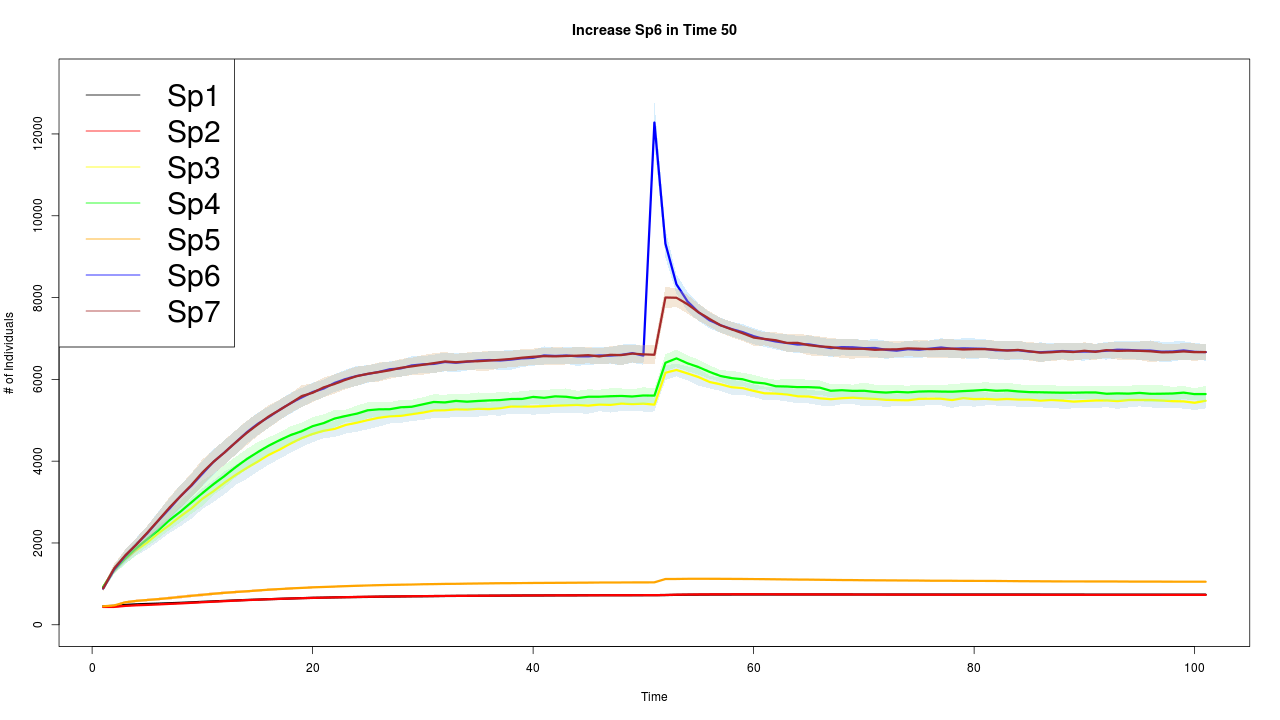 Increase Sp6 in Time 50
# of Individuals
12000
10000
8000
6000
4000
2000
0
Sp1
Sp2
Sp3
Sp4
Sp5
Sp6
Sp7
0 20 40 60 80 100
Time